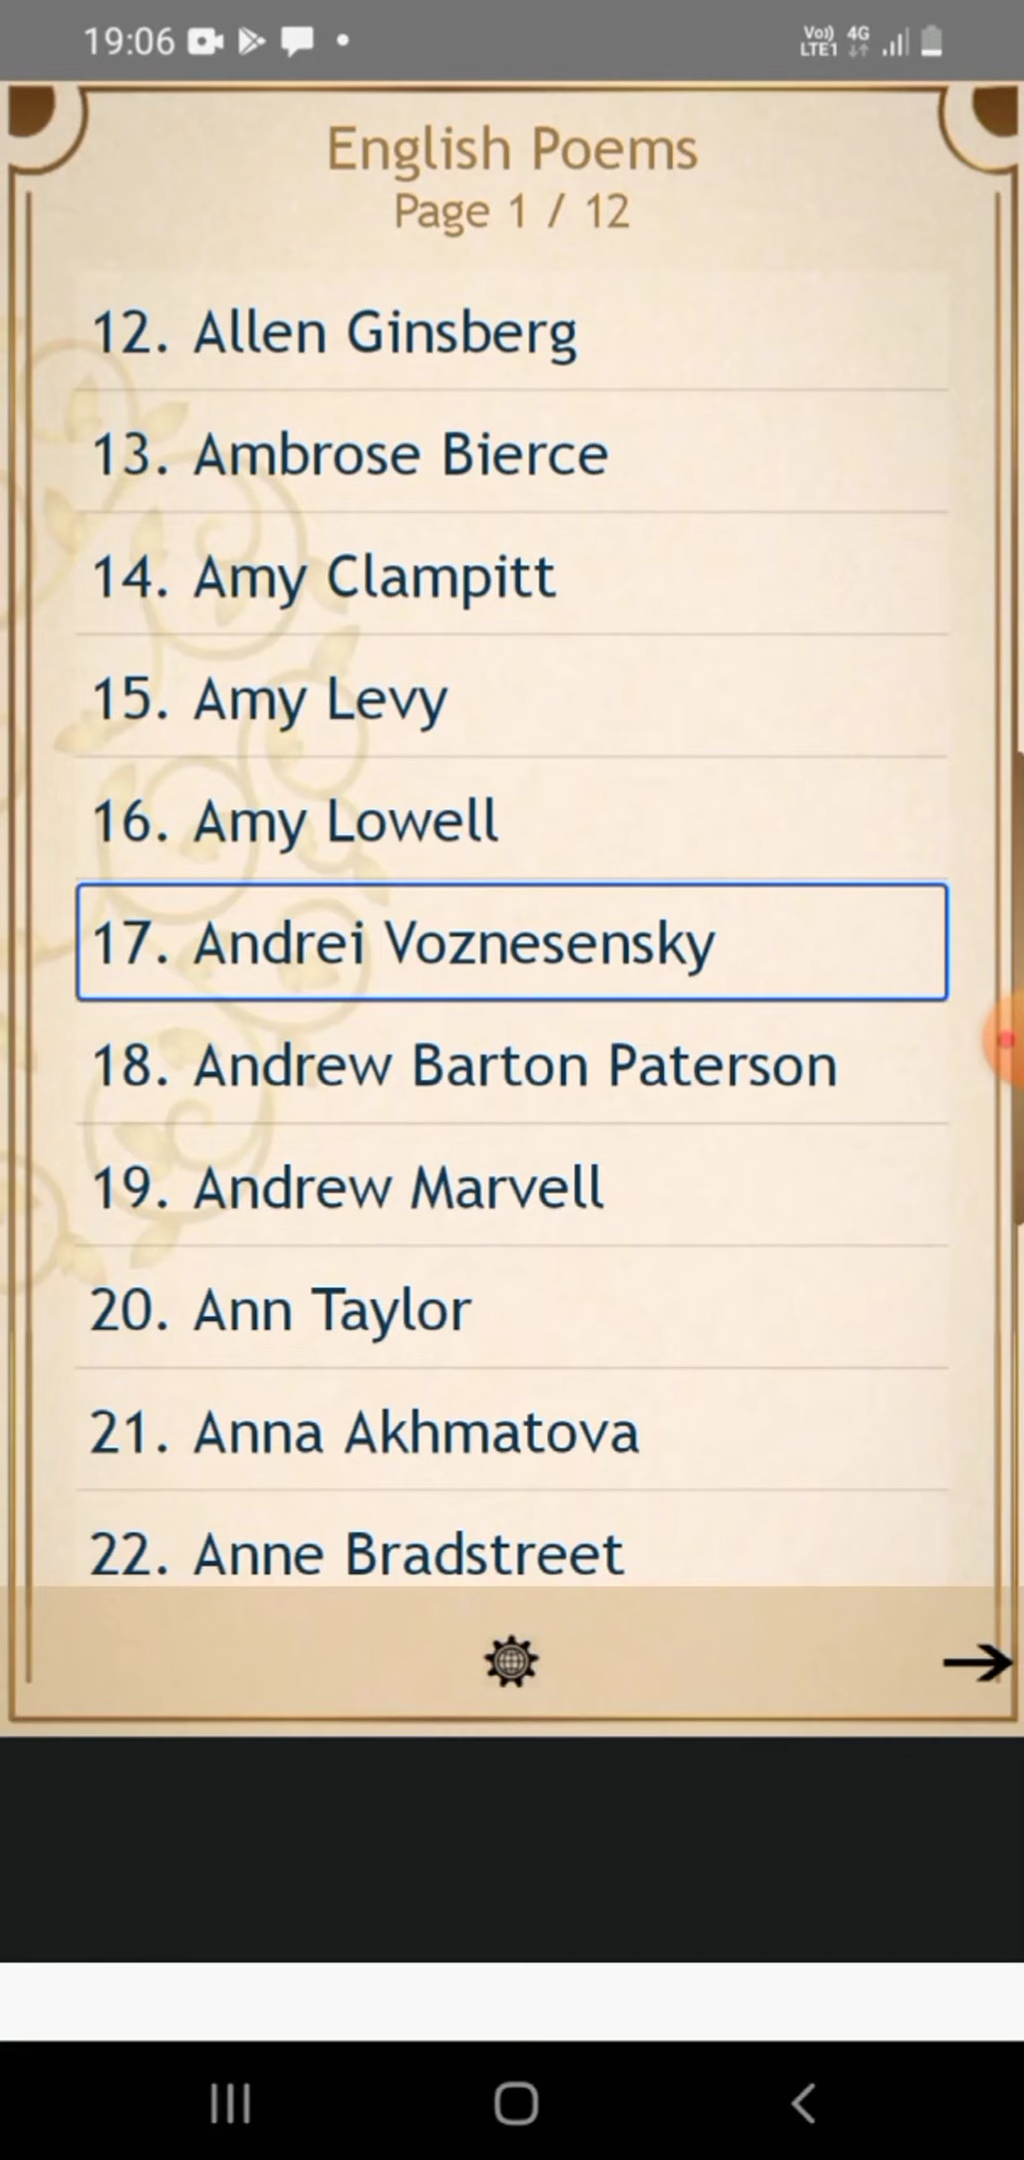 19:06
Vo)) 4G
LTE1
English Poems
Page 1 / 12
12. Allen Ginsberg
13. Ambrose Bierce
14. Amy Clampitt
15. Amy Levy
16. Amy Lowell
17. Andrei Voznesensky
18. Andrew Barton Paterson
19. Andrew Marvell
20. Ann Taylor
21. Anna Akhmatova
22. Anne Bradstreet